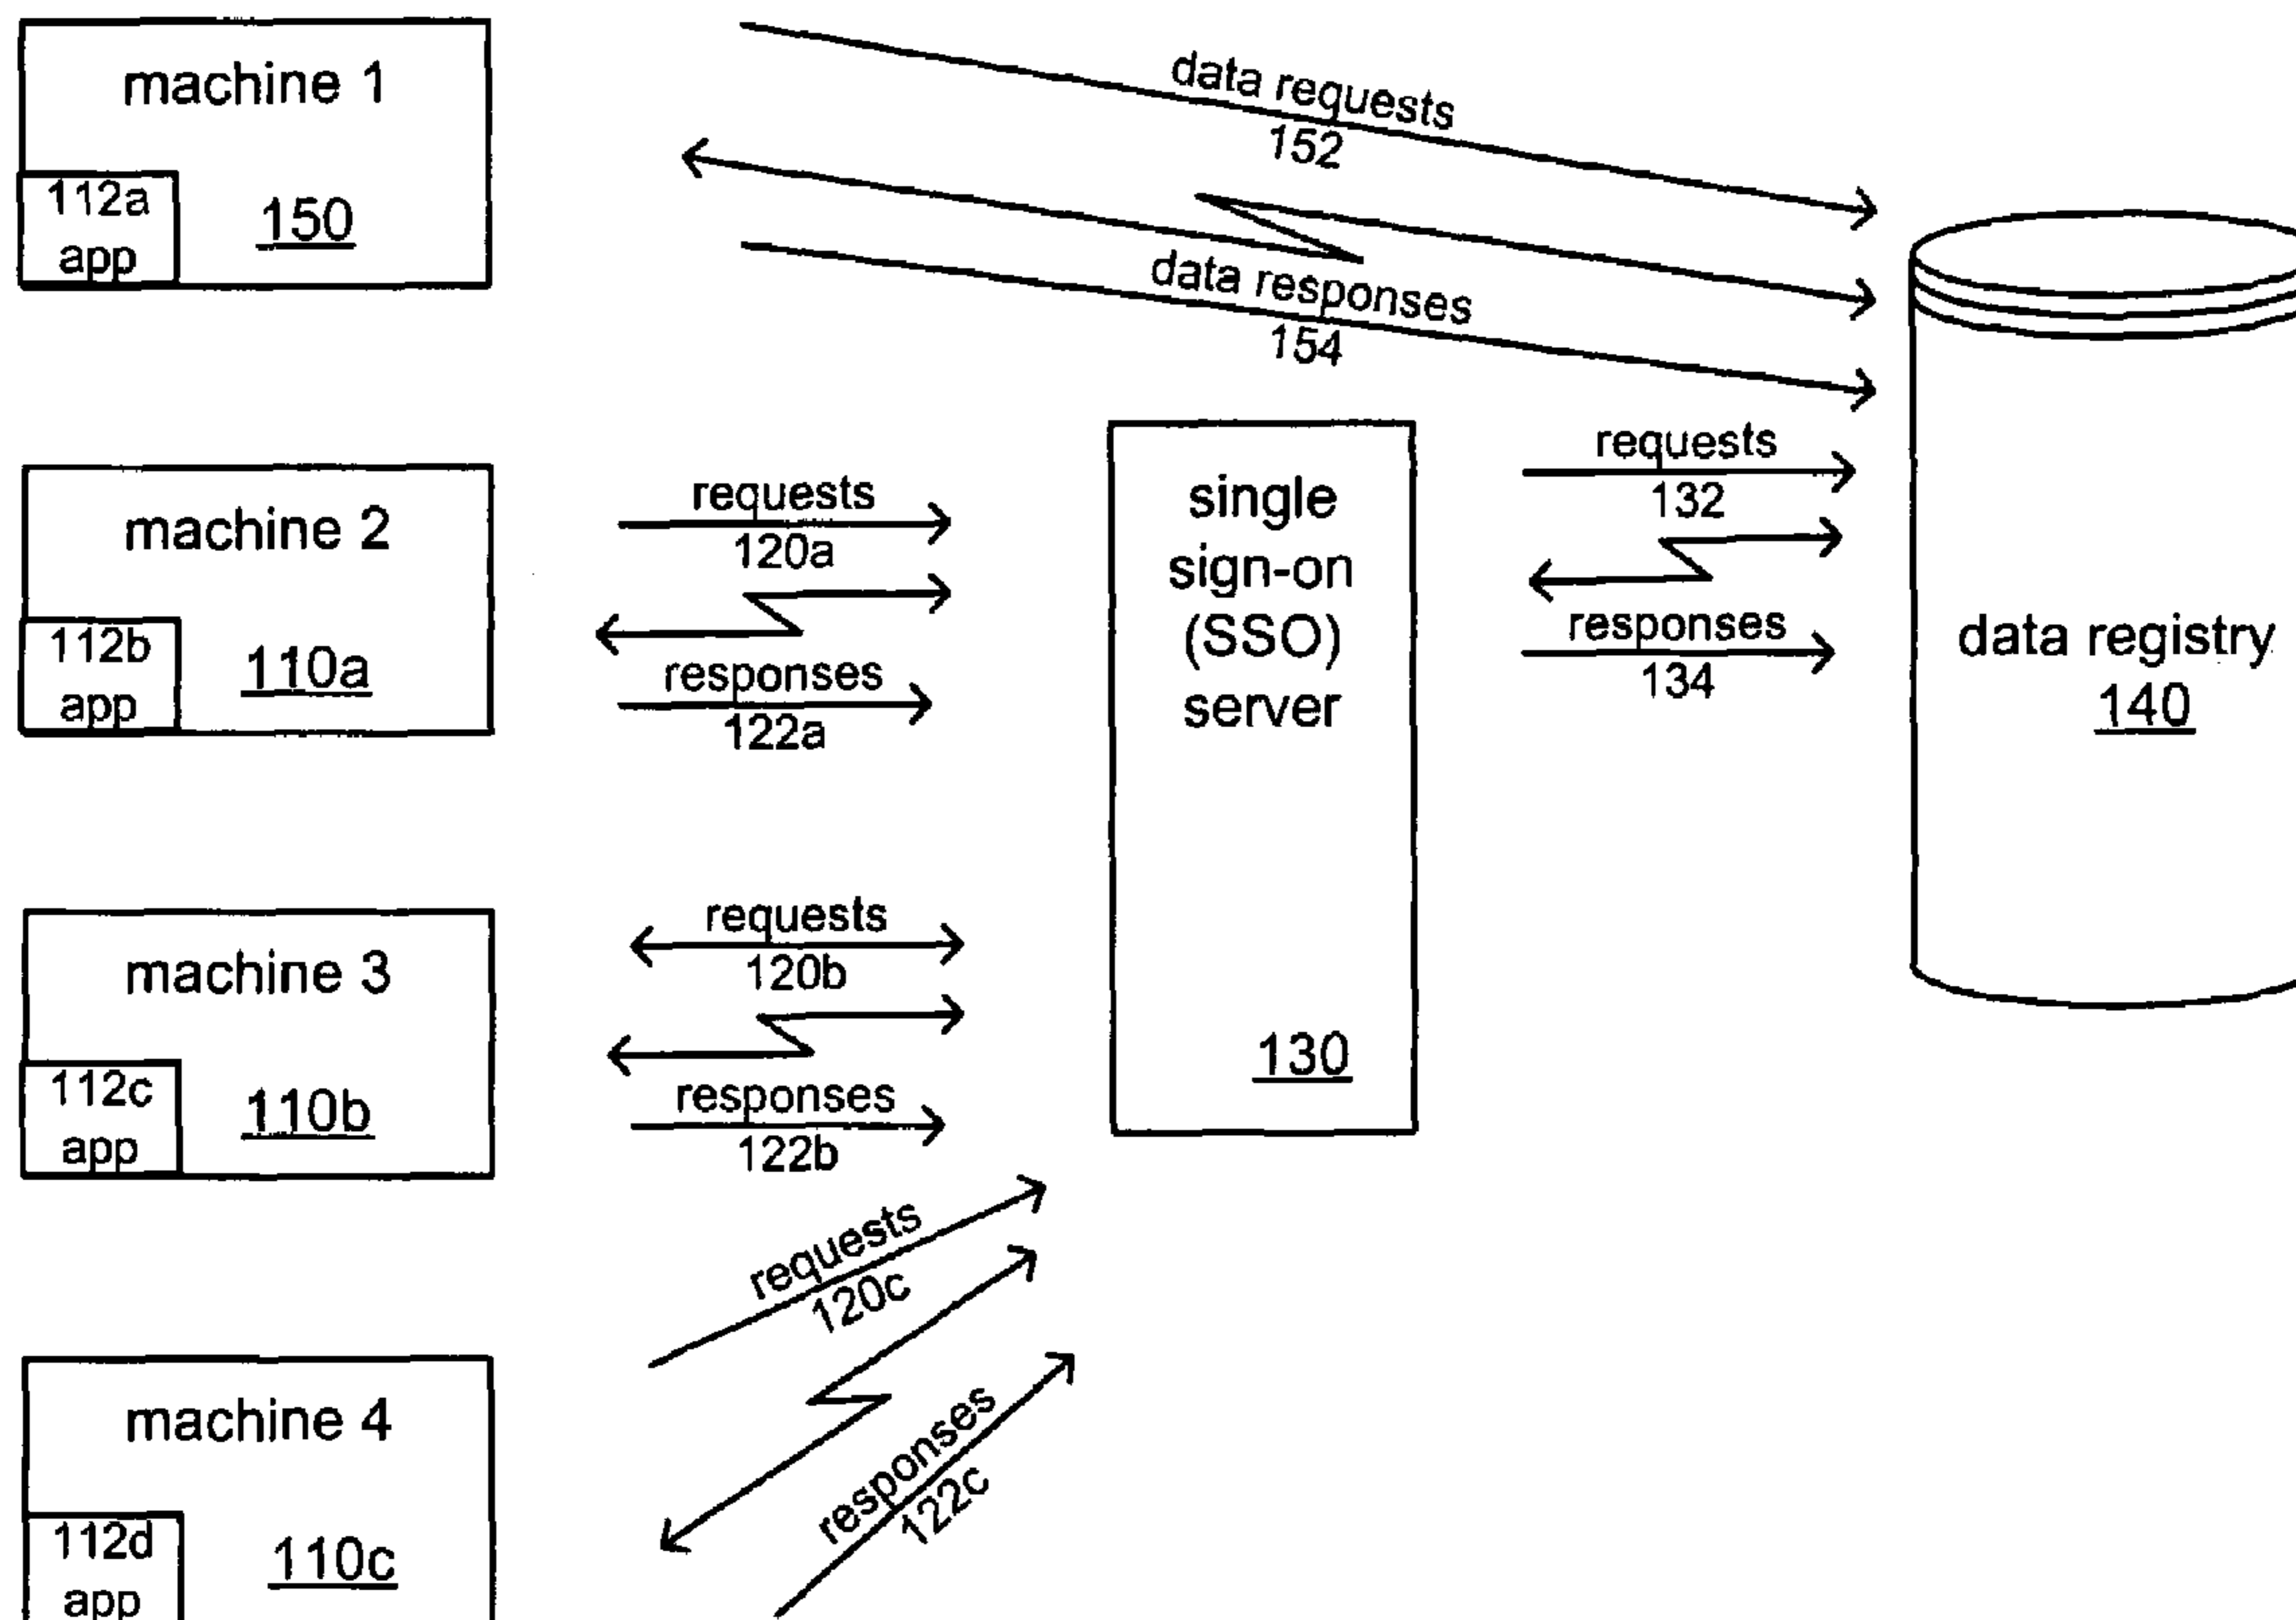 machine 1
112a
app
150
data requests
152
data responses
154
machine 2
112b
app
110a
requests
120a
responses
122a
single
sign-on
(SSO)
server
130
requests
132
responses
134
data registry
140
machine 3
112c
app
110b
requests
120b
responses
122b
machine 4
112d
app
110c
requests
120c
responses
122c